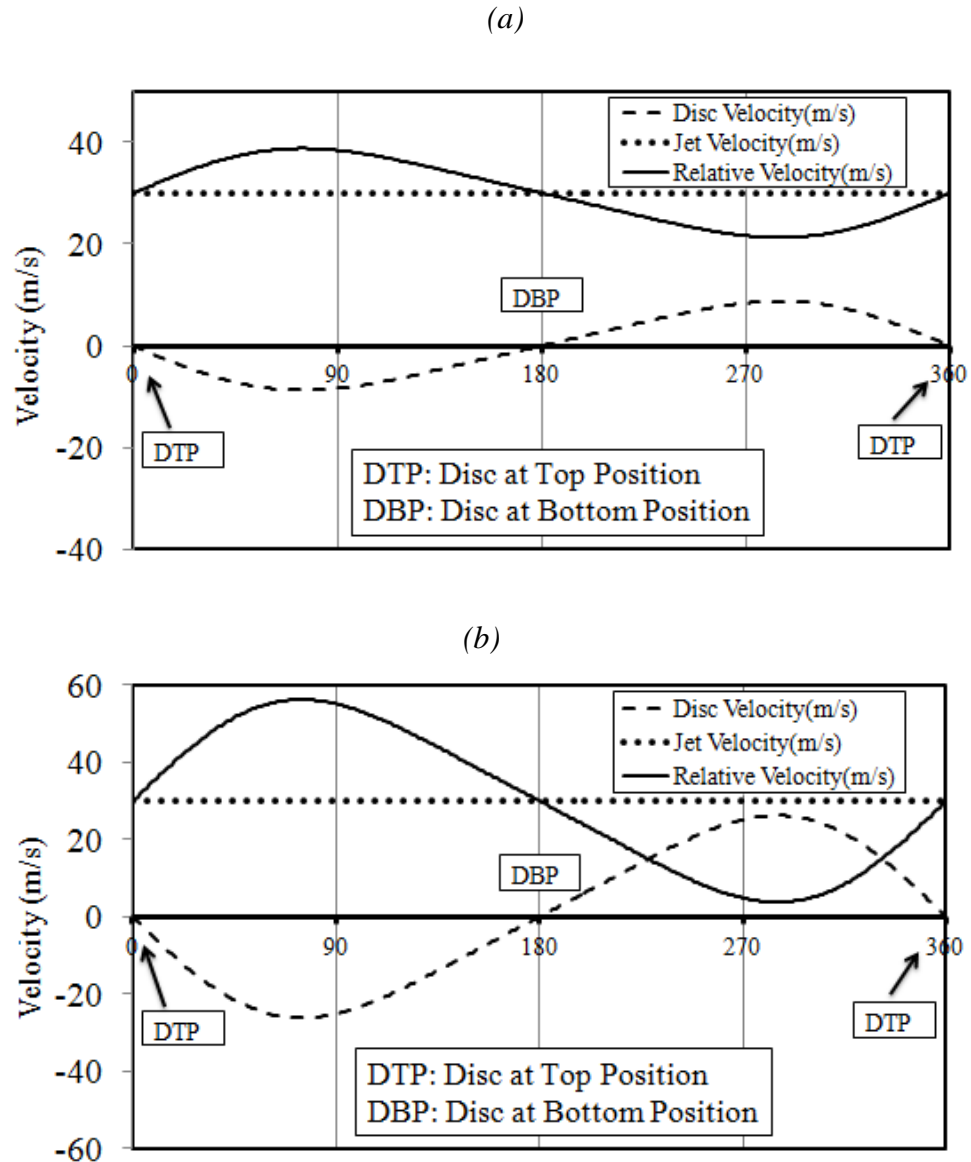 (a)
Disc Velocity(m/s)
Jet Velocity(m/s)
Relative Velocity(m/s)
Velocity (m/s)
40
20
0
-20
-40
0
90
180
270
360
DBP
DTP
DTP
DTP: Disc at Top Position
DBP: Disc at Bottom Position
(b)
Disc Velocity(m/s)
Jet Velocity(m/s)
Relative Velocity(m/s)
Velocity (m/s)
60
40
20
0
-20
-40
-60
0
90
180
270
360
DBP
DTP
DTP
DTP: Disc at Top Position
DBP: Disc at Bottom Position